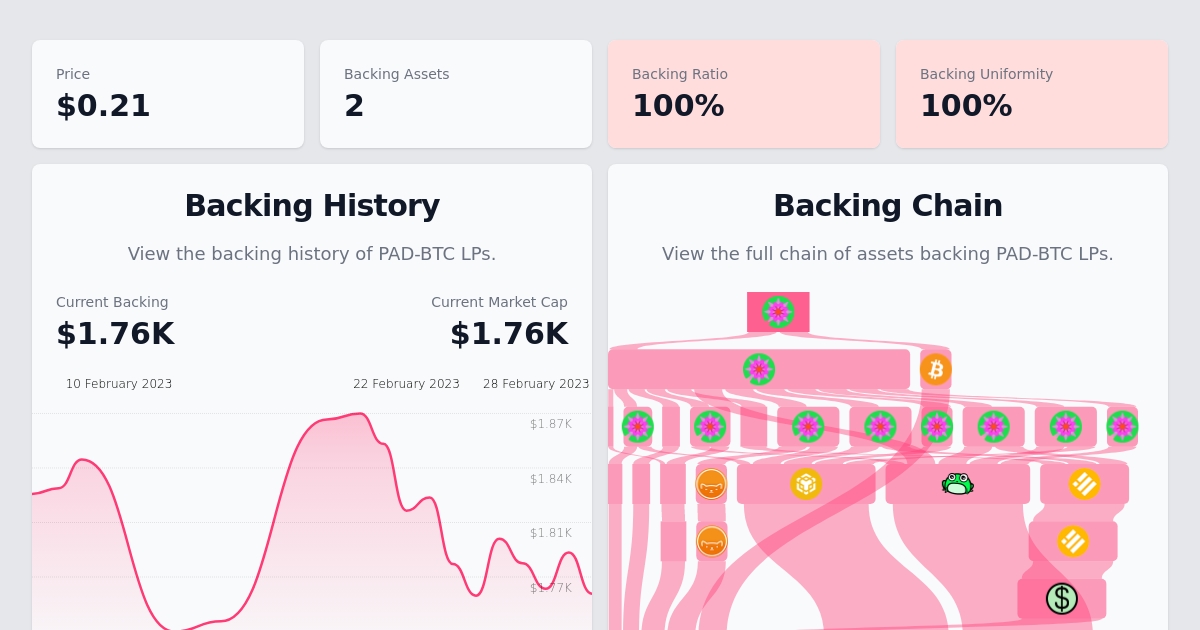 Price
$0.21
Backing Assets
2
Backing Ratio
100%
Backing Uniformity
100%
Backing History
View the backing history of PAD-BTC LPs.
Current Backing
$1.76K
Current Market Cap
$1.76K
10 February 2023
22 February 2023
28 February 2023
$1.87K
$1.84K
$1.81K
$1.77K
Backing Chain
View the full chain of assets backing PAD-BTC LPs.